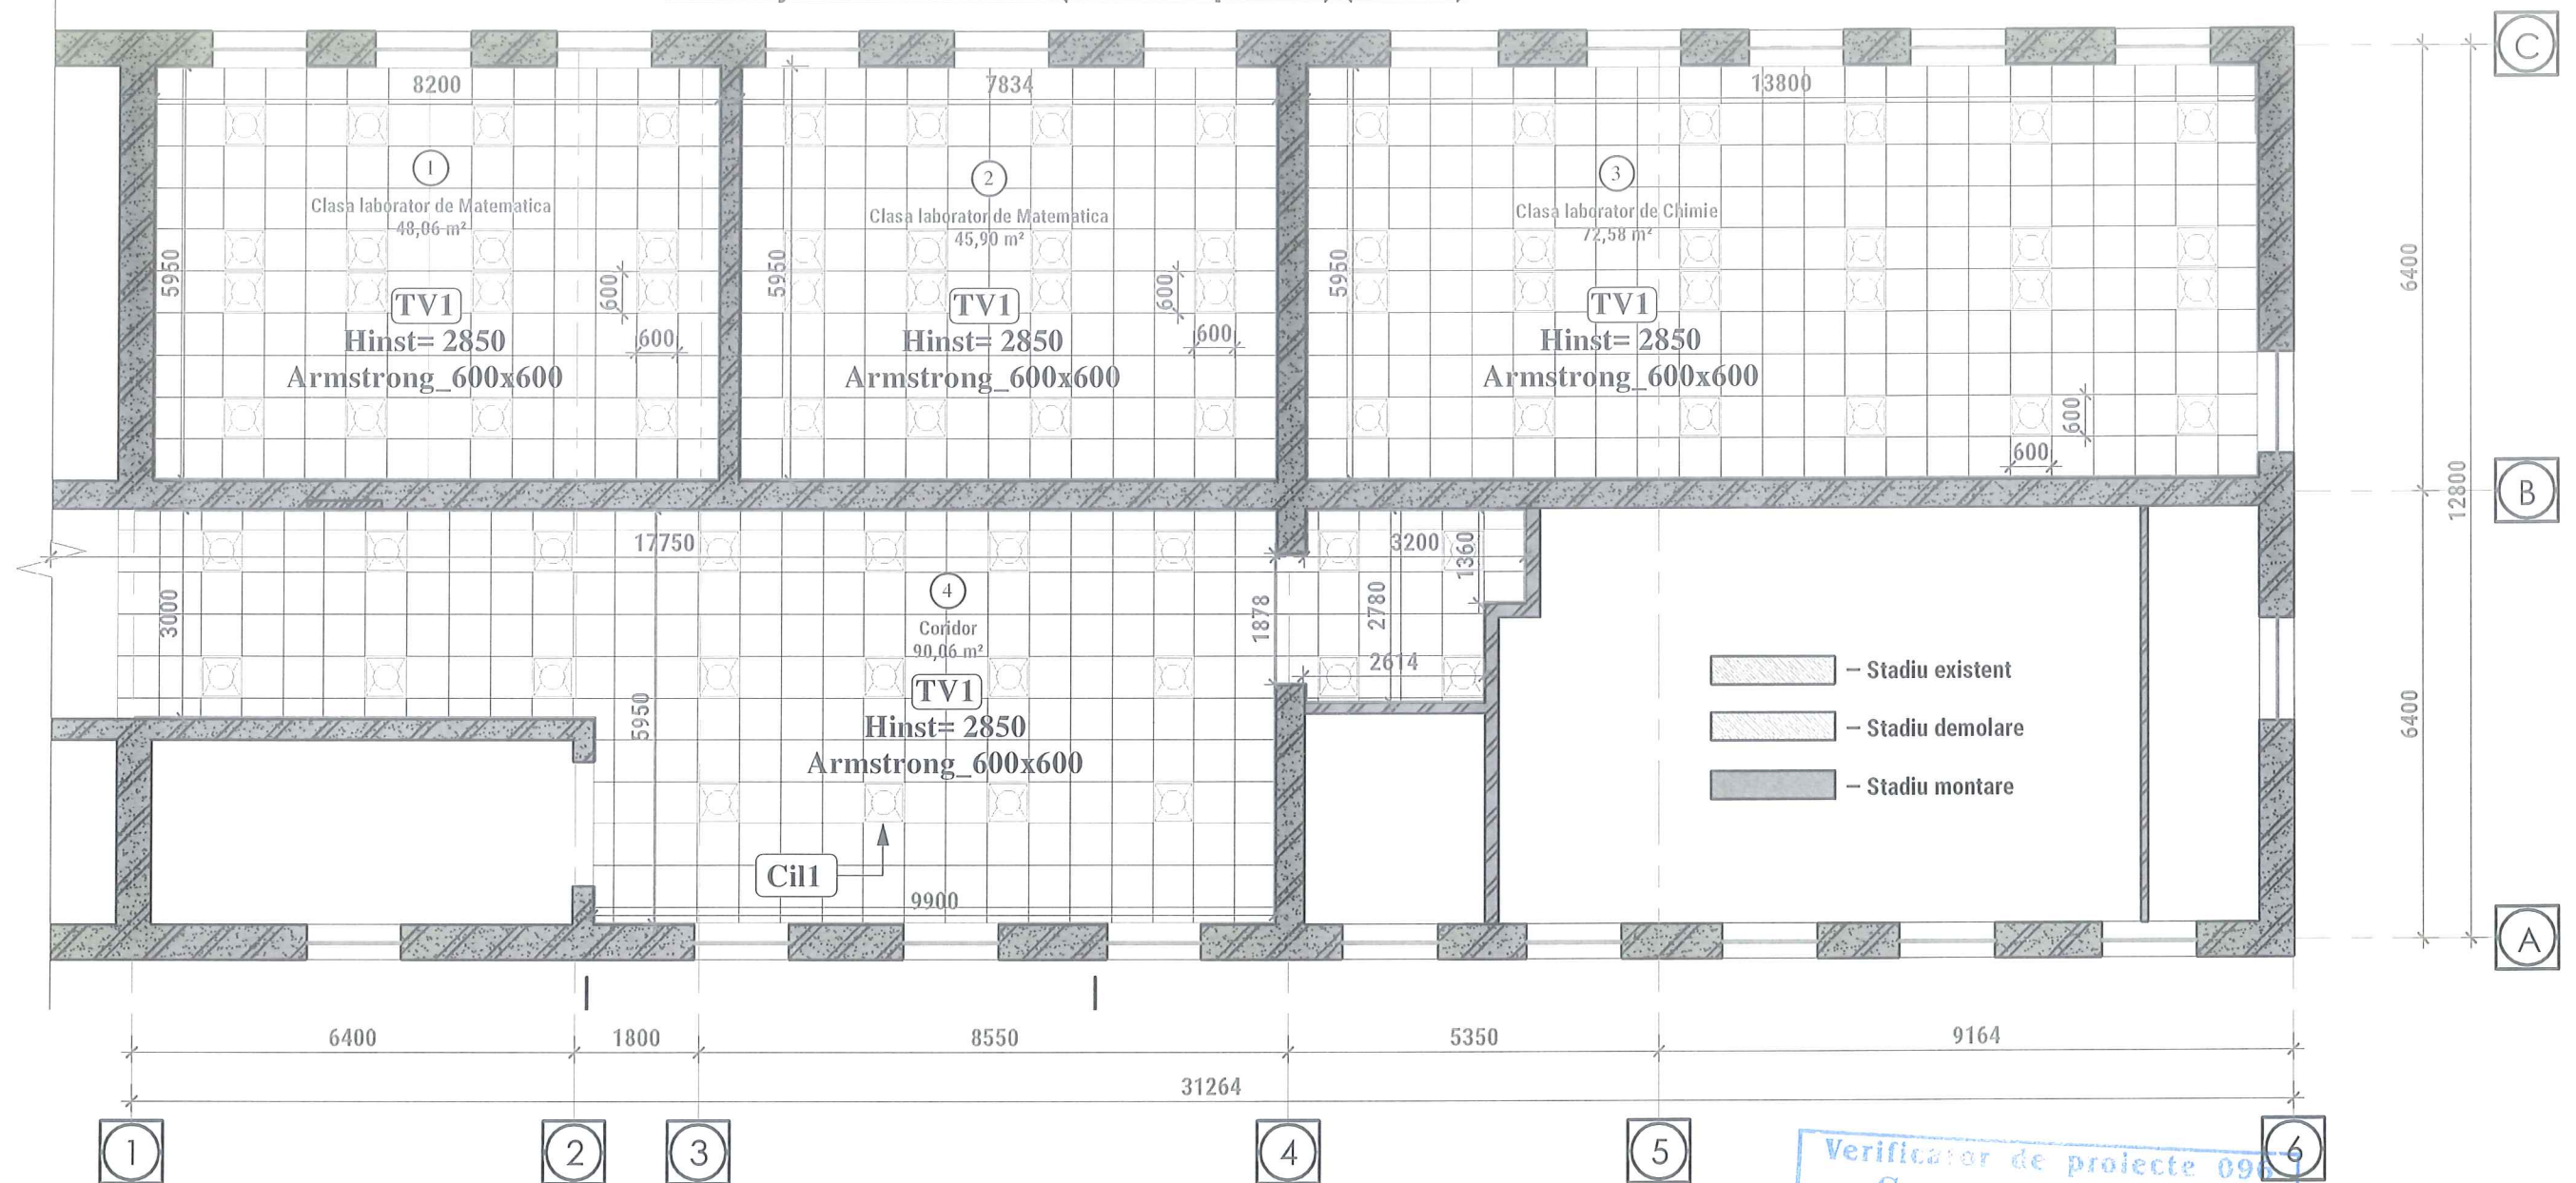 C
8200
7834
13800
1
Clasa laborator de Matematica
48,06 m²
5950
600
TV1
Hinst= 2850
600
Armstrong_600x600
2
Clasa laborator de Matematica
45,90 m²
5950
600
TV1
Hinst= 2850
600
Armstrong_600x600
3
Clasa laborator de Chimie
72,58 m²
5950
TV1
Hinst= 2850
Armstrong_600x600
600
600
6400
12800
B
17750
3200
1360
3000
4
Coridor
90,06 m²
1878
2780
2614
TV1
5950
Hinst= 2850
Armstrong_600x600
Cil1
9900
– Stadiu existent
– Stadiu demolare
– Stadiu montare
6400
A
6400
1800
8550
5350
9164
31264
1
2
3
4
5
6
Verificator de proiecte 096